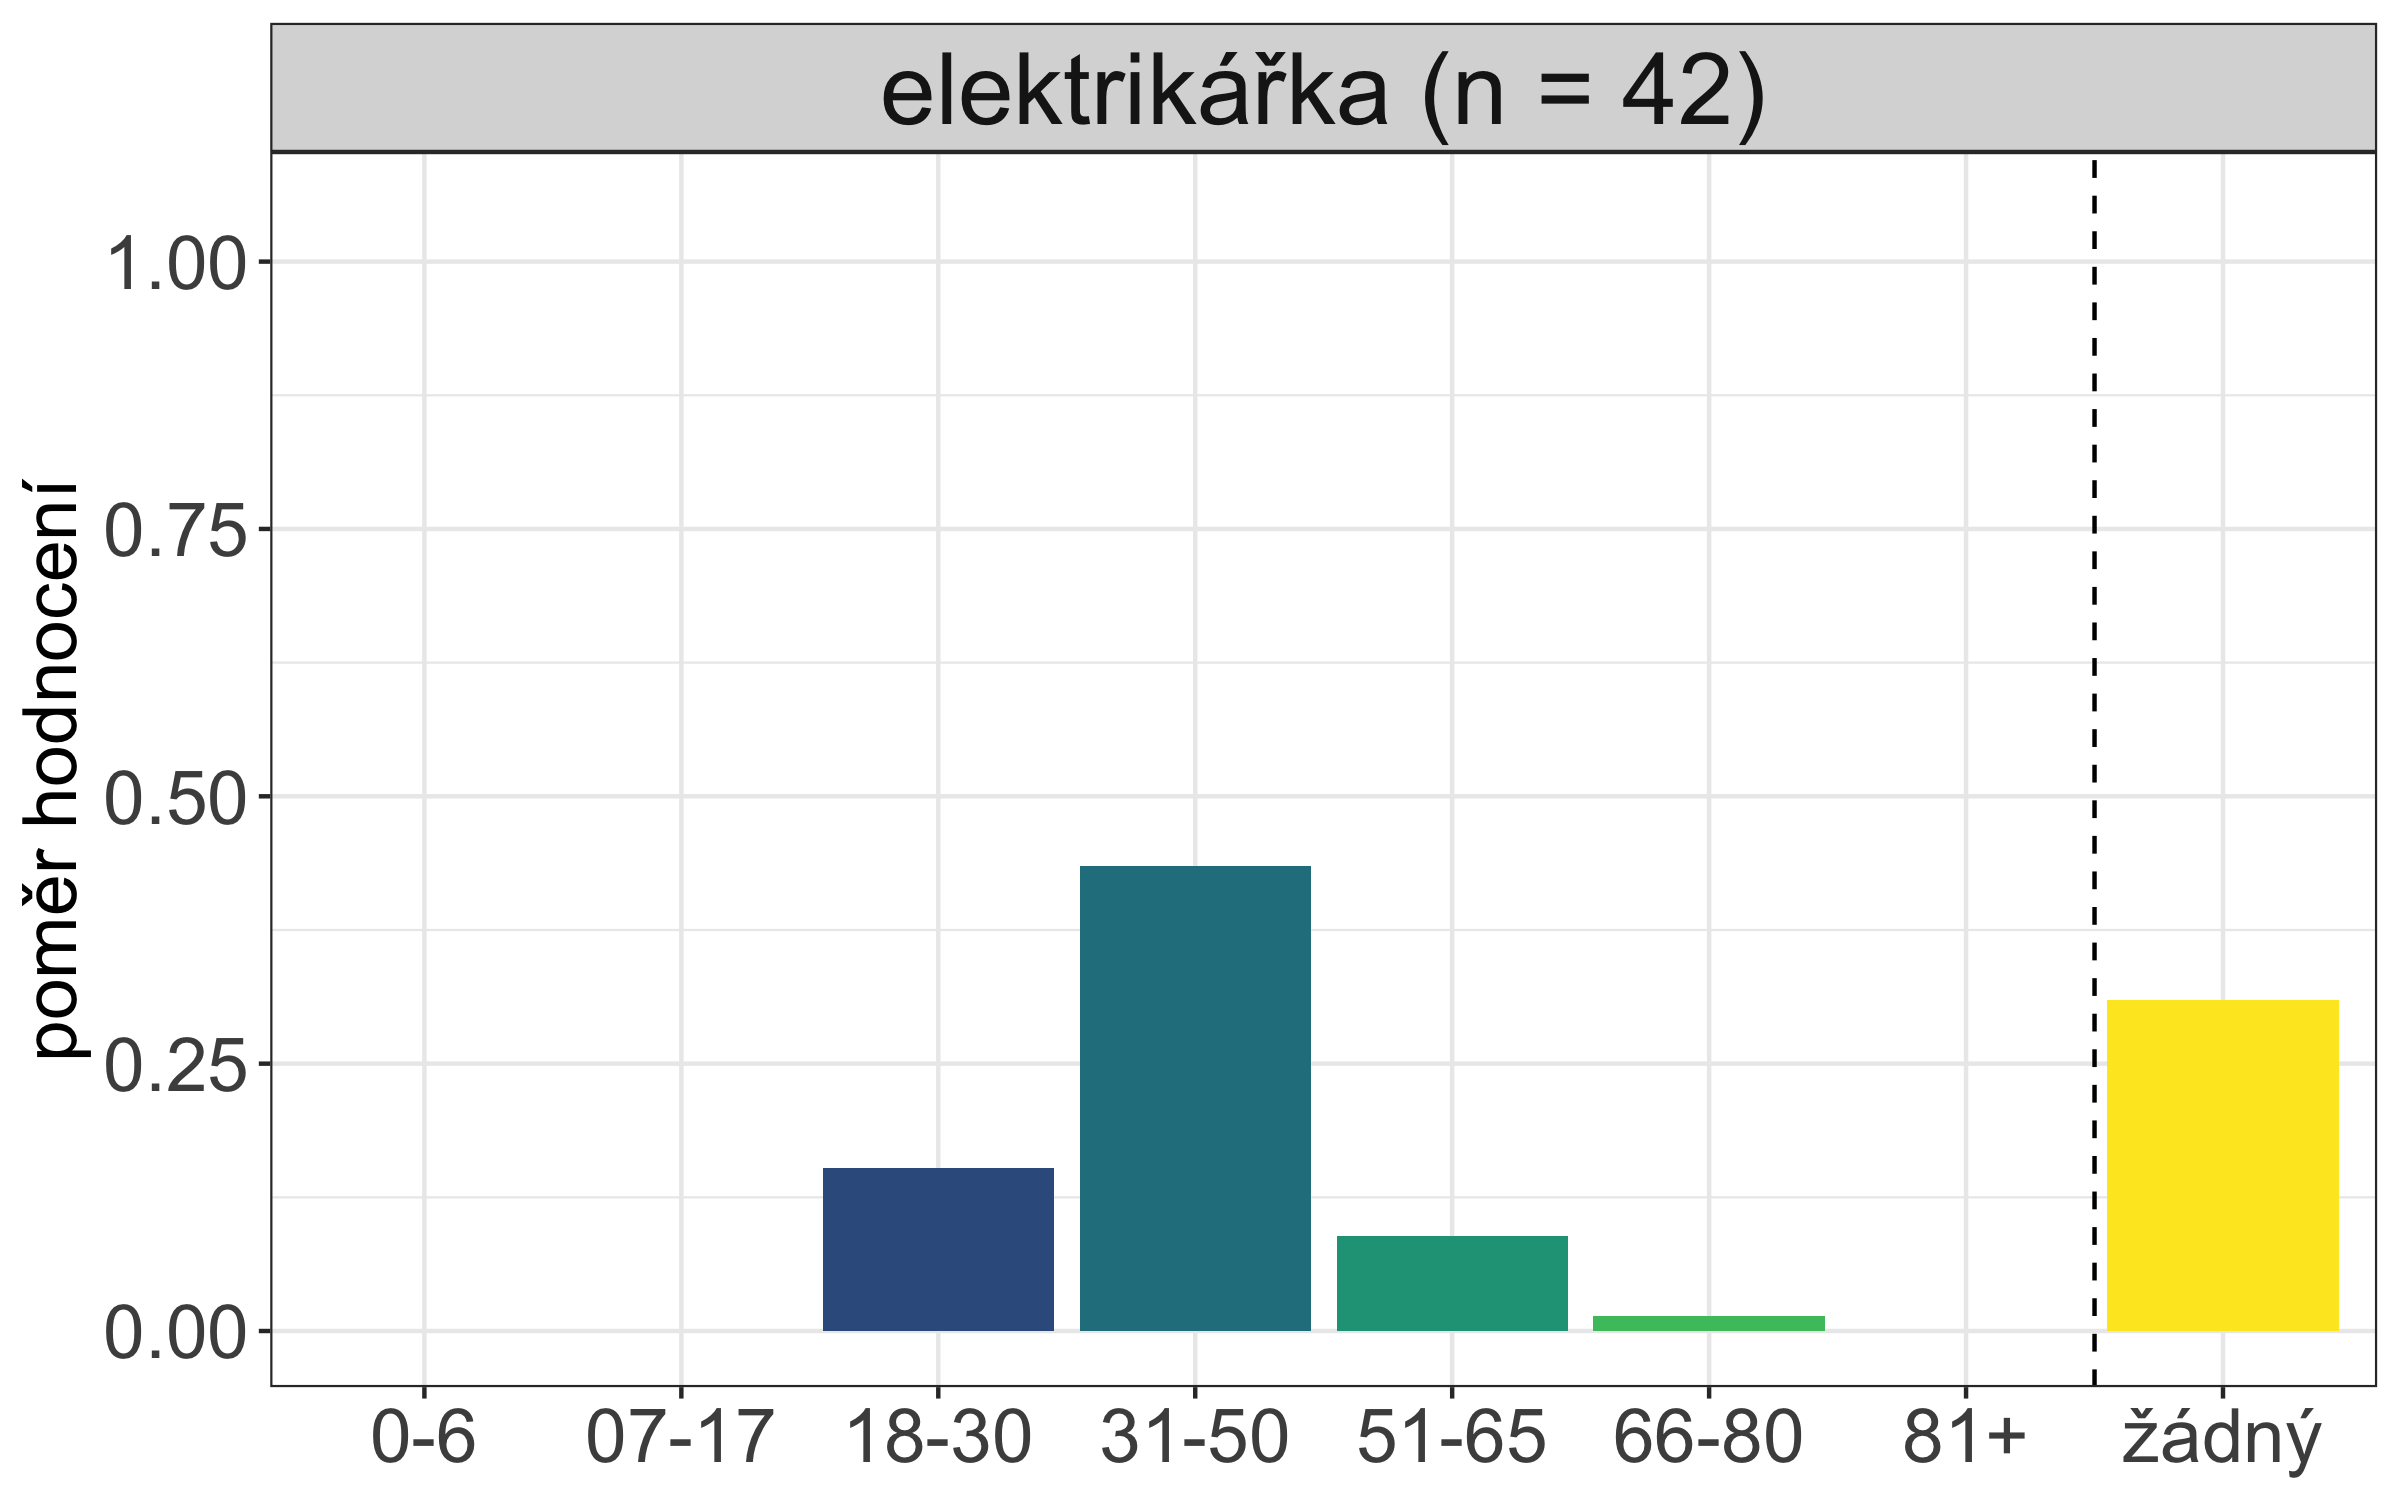 elektrikářka (n = 42)
poměr hodnocení
1.00
0.75
0.50
0.25
0.00
0-6 07-17 18-30 31-50 51-65 66-80 81+ žádný